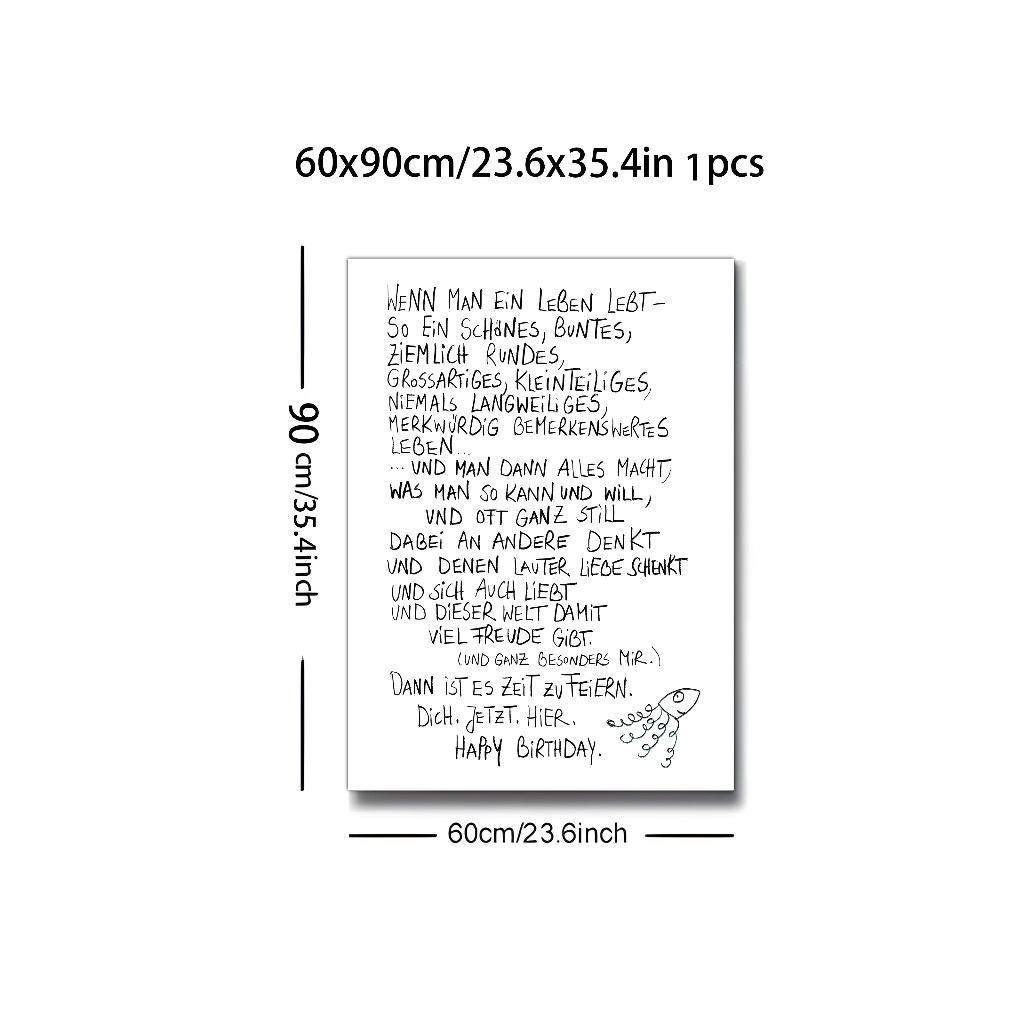 60x90cm/23.6x35.4in 1pcs
90 cm/35.4inch
WENN MAN EIN LEBEN LEBT–
SO EIN SCHÖNES, BUNTES,
ZIEMLICH RUNDES,
GROSSARTIGES, KLEINTEILIGES,
NIEMALS LANGWEILIGES,
MERKWÜRDIG BEMERKENSWERTES
LEBEN...
... UND MAN DANN ALLES MACHT,
WAS MAN SO KANN UND WILL,
UND OFT GANZ STILL
DABEI AN ANDERE DENKT
UND DENEN LAUTER LIEBE SCHENKT
UND SICH AUCH LIEBT
UND DIESER WELT DAMIT
VIEL FREUDE GIBT.
(UND GANZ BESONDERS MIR.)
DANN IST ES ZEIT ZU FEIERN.
DICH. JETZT. HIER.
HAPPY BIRTHDAY.
60cm/23.6inch